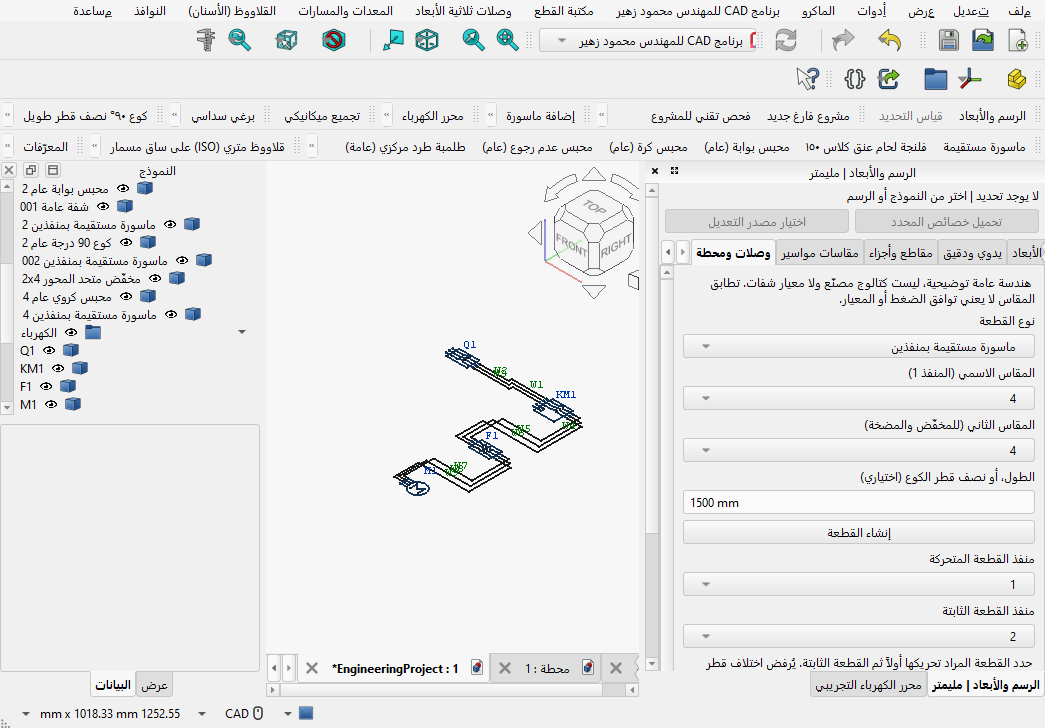 ملف تعديل عرض أدوات الماكرو برنامج CAD للمهندس محمود زهير مكتبة القطع وصلات ثلاثية الأبعاد المعدات والمسارات القلاووظ (الأسنان) النوافذ مساعدة
برنامج CAD للمهندس محمود زهير
الرسم والأبعاد قياس التحديد مشروع فارغ جديد فحص تقني للمشروع « إضافة ماسورة « محرر الكهرباء « تجميع ميكانيكي برغي سداسي « كوع ٩٠° نصف قطر طويل «
ماسورة مستقيمة فلنجة لحام عنق كلاس ١٥٠ محبس بوابة (عام) محبس كرة (عام) محبس عدم رجوع (عام) طلمبة طرد مركزي (عامة) « قلاووظ متري (ISO) على ساق مسمار « المعرّفات «
النموذج
محبس بوابة عام 2
شفة عامة 001
ماسورة مستقيمة بمنفذين 2
كوع 90 درجة عام 2
ماسورة مستقيمة بمنفذين 002
مخفّض متحد المحور 2x4
محبس كروي عام 4
ماسورة مستقيمة بمنفذين 4
الكهرباء
Q1
KM1
F1
M1
عرض البيانات
TOP
FRONT RIGHT
Q1
W1
KM1
F1
M1
محطة : 1
EngineeringProject : 1*
الرسم والأبعاد | مليمتر
لا يوجد تحديد | اختر من النموذج أو الرسم
تحميل خصائص المحدد اختيار مصدر التعديل
الأبعاد يدوي ودقيق مقاطع وأجزاء مقاسات مواسير وصلات ومحطة
هندسة عامة توضيحية، ليست كتالوج مصنّع ولا معيار شفات. تطابق
المقاس لا يعني توافق الضغط أو المعيار.
نوع القطعة
ماسورة مستقيمة بمنفذين
المقاس الاسمي (المنفذ 1)
4
المقاس الثاني (للمخفّض والمضخة)
4
الطول، أو نصف قطر الكوع (اختياري)
1500 mm
إنشاء القطعة
منفذ القطعة المتحركة
1
منفذ القطعة الثابتة
2
حدد القطعة المراد تحريكها أولاً ثم القطعة الثابتة. يُرفض اختلاف قطر
الرسم والأبعاد | مليمتر محرر الكهرباء التجريبي
CAD
1252.55 mm x 1018.33 mm